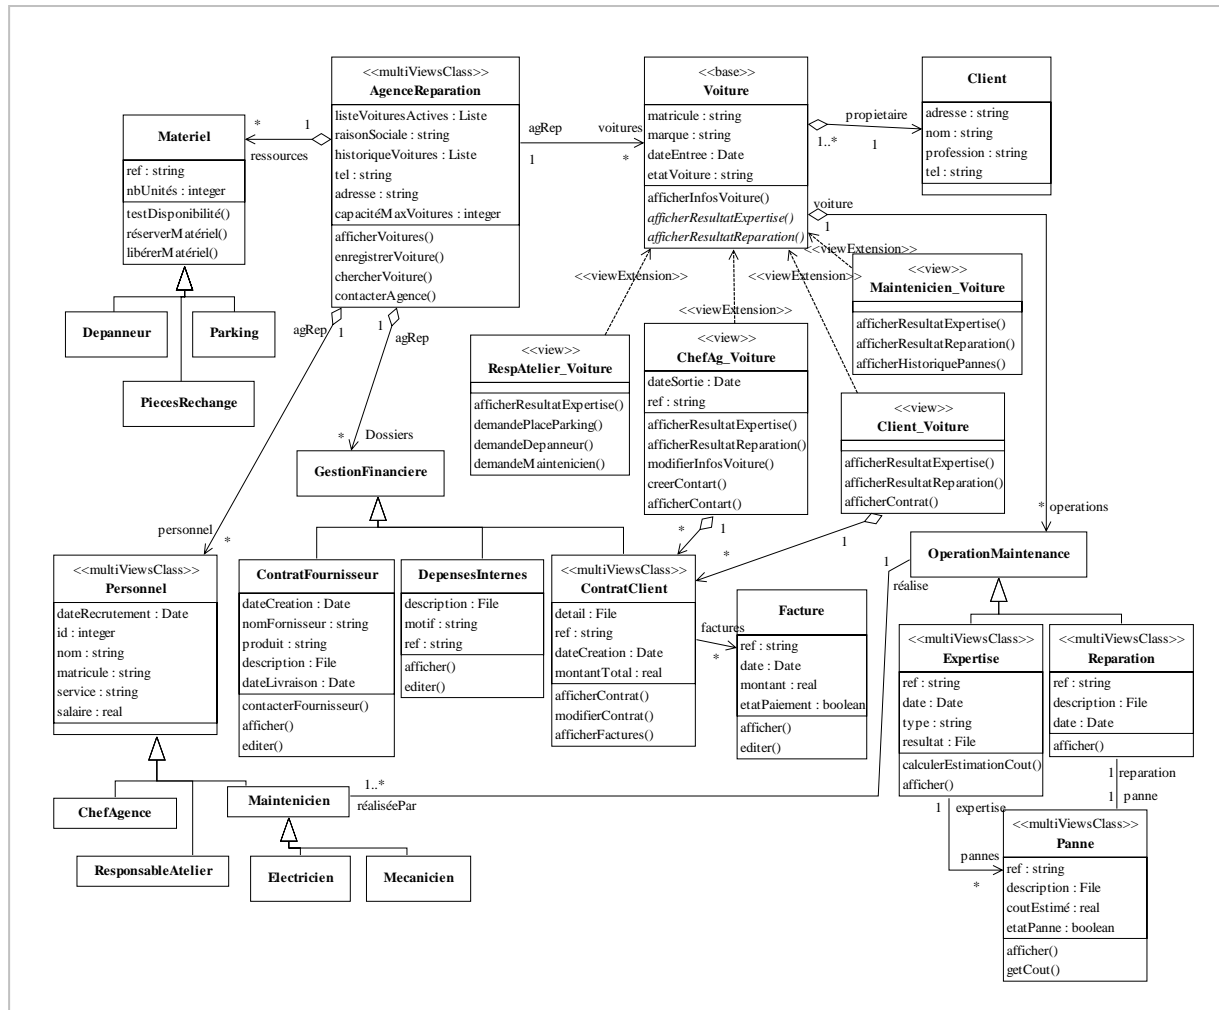 <<multiViewsClass>>
AgenceReparation
listeVoituresActives : Liste
raisonSociale : string
historiqueVoitures : Liste
tel : string
adresse : string
capacitéMaxVoitures : integer
afficherVoitures()
enregistrerVoiture()
chercherVoiture()
contacterAgence()
<<base>>
Voiture
matricule : string
marque : string
dateEntree : Date
etatVoiture : string
afficherInfosVoiture()
afficherResultatExpertise()
afficherResultatReparation()
Client
adresse : string
nom : string
profession : string
tel : string
propietaire
1..*
1
agRep
voitures
1
*
Materiel
ref : string
nbUnités : integer
testDisponibilité()
réserverMatériel()
libérerMatériel()
*
1
ressources
Depanneur
Parking
PiecesRechange
agRep
1
1
agRep
voiture
1
<<viewExtension>>
<<viewExtension>>
<<viewExtension>>
<<viewExtension>>
<<view>>
Maintenicien_Voiture
afficherResultatExpertise()
afficherResultatReparation()
afficherHistoriquePannes()
<<view>>
RespAtelier_Voiture
afficherResultatExpertise()
demandePlaceParking()
demandeDepanneur()
demandeMaintenicien()
<<view>>
ChefAg_Voiture
dateSortie : Date
ref : string
afficherResultatExpertise()
afficherResultatReparation()
modifierInfosVoiture()
creerContart()
afficherContart()
<<view>>
Client_Voiture
afficherResultatExpertise()
afficherResultatReparation()
afficherContrat()
*
Dossiers
GestionFinanciere
personnel
*
*
1
*
1
* operations
OperationMaintenance
1
réalise
<<multiViewsClass>>
Personnel
dateRecrutement : Date
id : integer
nom : string
matricule : string
service : string
salaire : real
ContratFournisseur
dateCreation : Date
nomFornisseur : string
produit : string
description : File
dateLivraison : Date
contacterFournisseur()
afficher()
editer()
DepensesInternes
description : File
motif : string
ref : string
afficher()
editer()
<<multiViewsClass>>
ContratClient
detail : File
ref : string
dateCreation : Date
montantTotal : real
afficherContrat()
modifierContrat()
afficherFactures()
factures
*
Facture
ref : string
date : Date
montant : real
etatPaiement : boolean
afficher()
editer()
<<multiViewsClass>>
Expertise
ref : string
date : Date
type : string
resultat : File
calculerEstimationCout()
afficher()
<<multiViewsClass>>
Reparation
ref : string
description : File
date : Date
afficher()
1..*
réaliséePar
ChefAgence
Maintenicien
ResponsableAtelier
Electricien
Mecanicien
1
reparation
1
panne
1
expertise
pannes
*
<<multiViewsClass>>
Panne
ref : string
description : File
coutEstimé : real
etatPanne : boolean
afficher()
getCout()